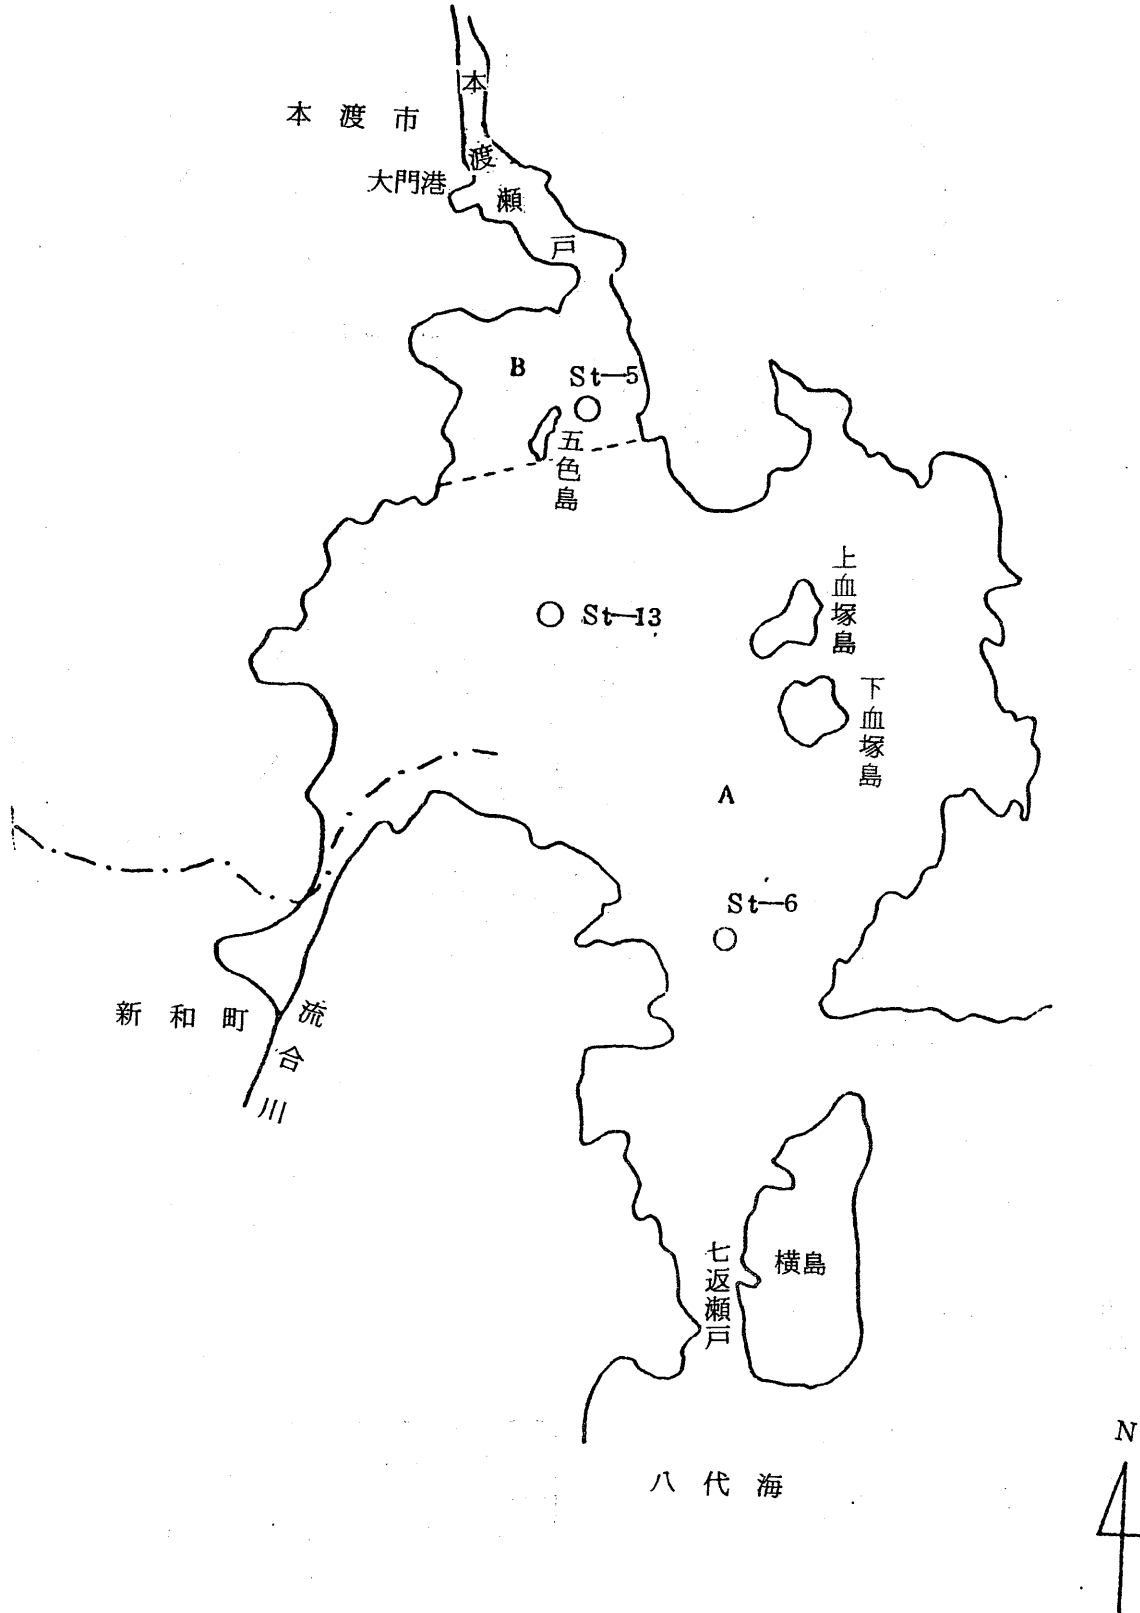 本渡市
本渡瀬戸
大門港
B
St—5
五色島
St—13
上血塚島
下血塚島
A
St—6
新和町
流合川
七返瀬戸
横島
八代海
N